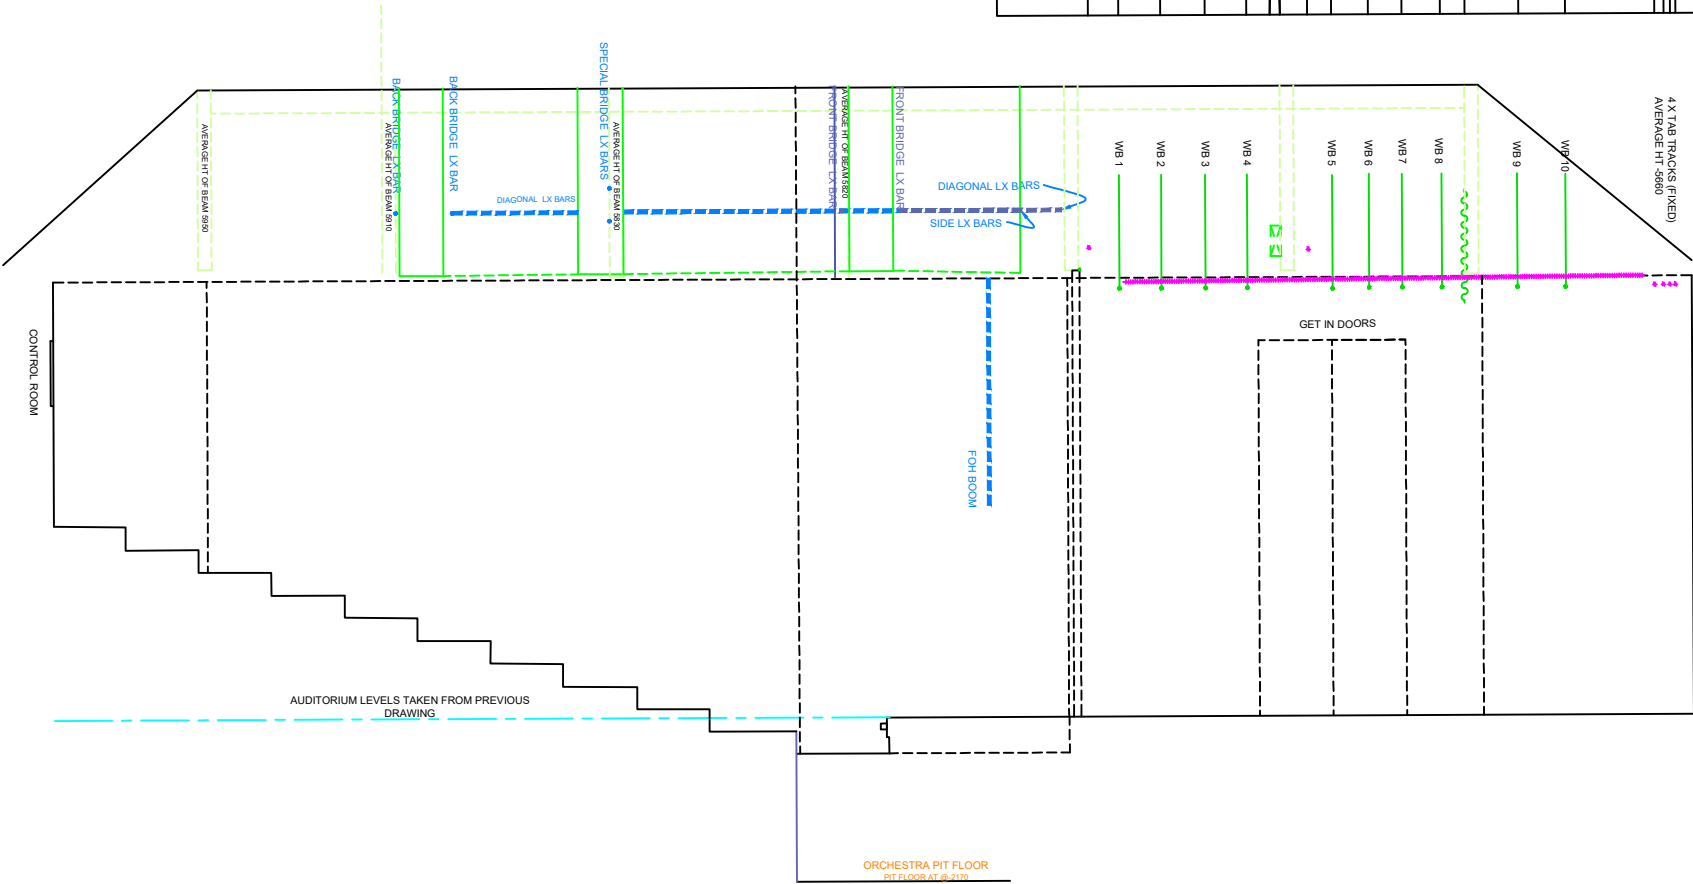 4 X TAB TRACKS (FIXED)
AVERAGE HT -5660
BACK BRIDGE LX BAR
AVERAGE HT OF BEAM 5910
BACK BRIDGE LX BAR
SPECIAL BRIDGE LX BARS
AVERAGE HT OF BEAM 5830
FRONT BRIDGE LX BAR
AVERAGE HT OF BEAM 5820
FRONT BRIDGE LX BAR
AVERAGE HT OF BEAM 5950
DIAGONAL LX BARS
DIAGONAL LX BARS
SIDE LX BARS
WB 1
WB 2
WB 3
WB 4
WB 5
WB 6
WB 7
WB 8
WB 9
WB 10
GET IN DOORS
CONTROL ROOM
FOH BOOM
AUDITORIUM LEVELS TAKEN FROM PREVIOUS
DRAWING
ORCHESTRA PIT FLOOR
PIT FLOOR AT @-2170